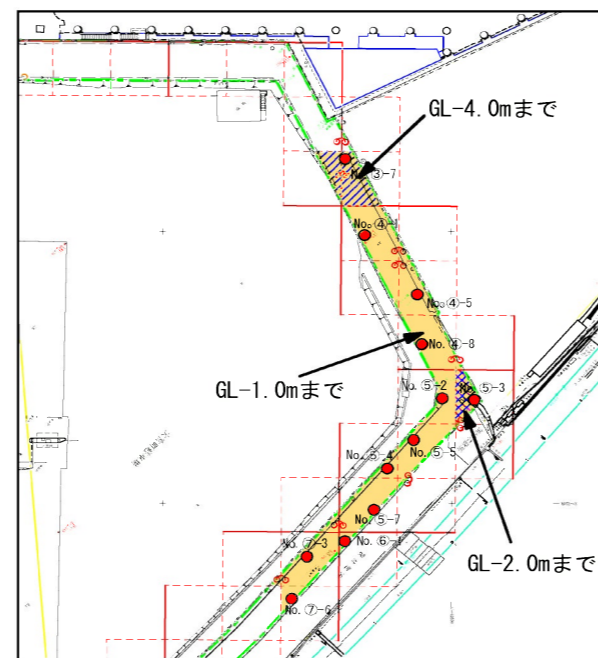 GL-4.0mまで
No. ③-7
No. ④-1
No. ④-5
No. ④-8
GL-1.0mまで
No. ⑤-2
No. ⑤-3
No. ⑤-5
No. ⑤-4
No. ⑤-7
No. ⑥-1
No. ⑦-3
GL-2.0mまで
No. ⑦-6